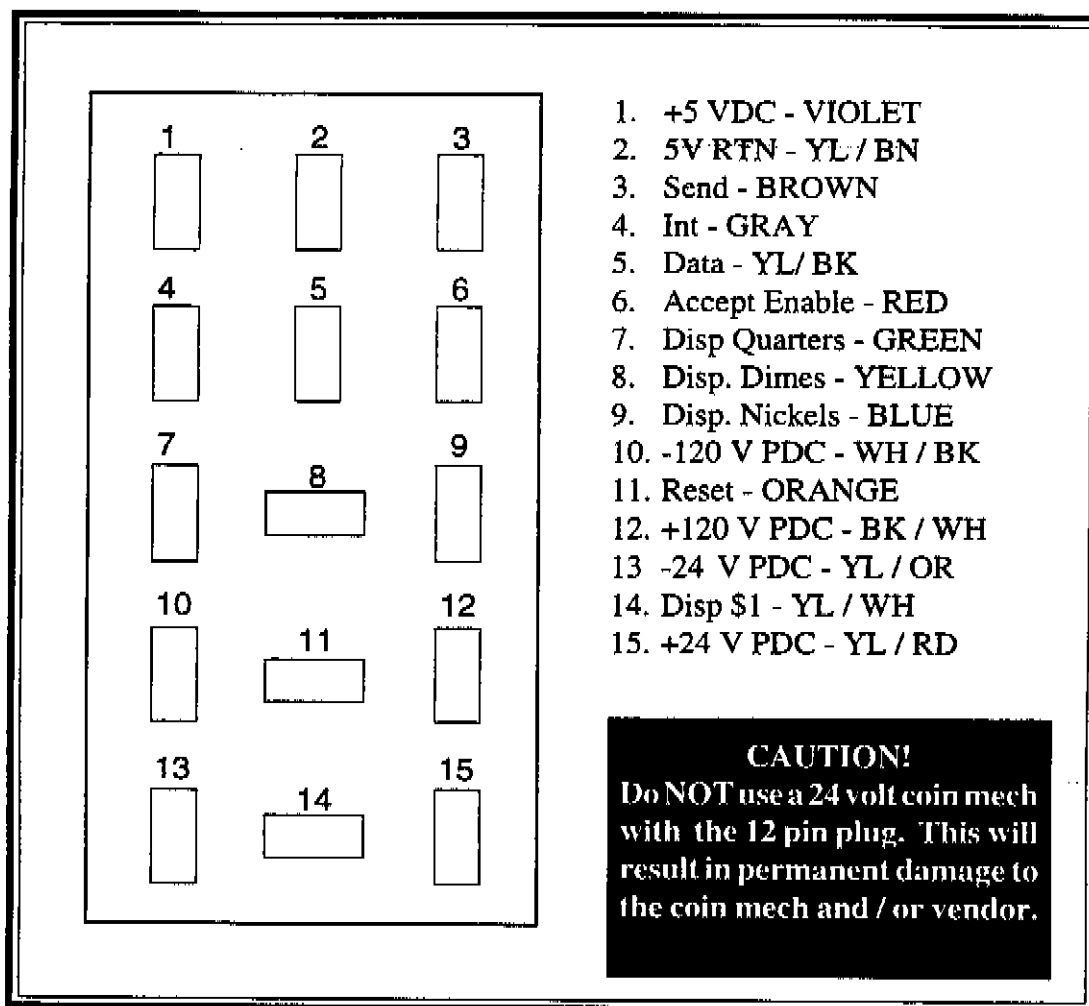 1 2 3
4 5 6
7 8 9
10 11 12
13 14 15
1. +5 VDC - VIOLET
2. 5V RTN - YL / BN
3. Send - BROWN
4. Int - GRAY
5. Data - YL/ BK
6. Accept Enable - RED
7. Disp Quarters - GREEN
8. Disp. Dimes - YELLOW
9. Disp. Nickels - BLUE
10. -120 V PDC - WH / BK
11. Reset - ORANGE
12. +120 V PDC - BK / WH
13 -24 V PDC - YL / OR
14. Disp $1 - YL / WH
15. +24 V PDC - YL / RD
CAUTION!
Do NOT use a 24 volt coin mech
with the 12 pin plug. This will
result in permanent damage to
the coin mech and / or vendor.